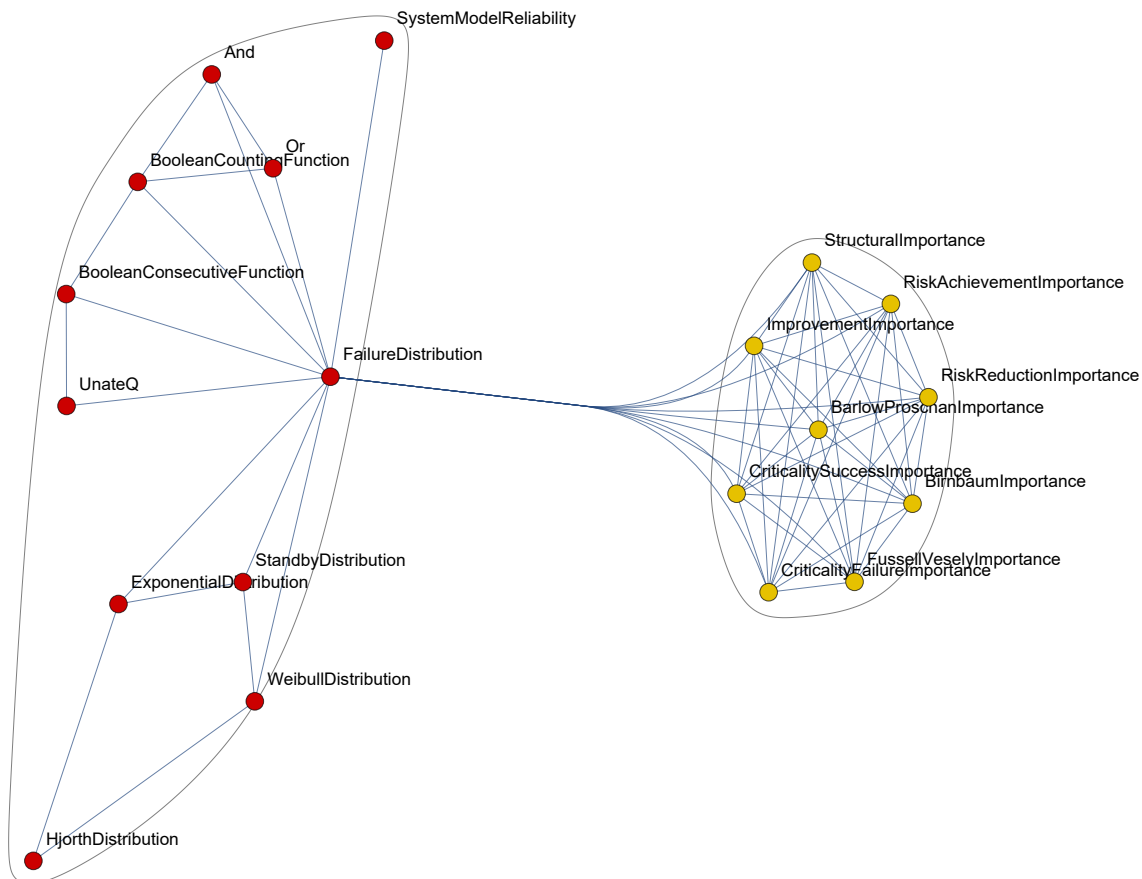 SystemModelReliability
And
Or
BooleanCountingFunction
StructuralImportance
BooleanConsecutiveFunction
RiskAchievementImportance
ImprovementImportance
FailureDistribution
RiskReductionImportance
UnateQ
BarlowProschanImportance
CriticalitySuccessImportance
BirnbaumImportance
StandbyDistribution
FussellVeselyImportance
CriticalityFailureImportance
ExponentialDistribution
WeibullDistribution
HjorthDistribution